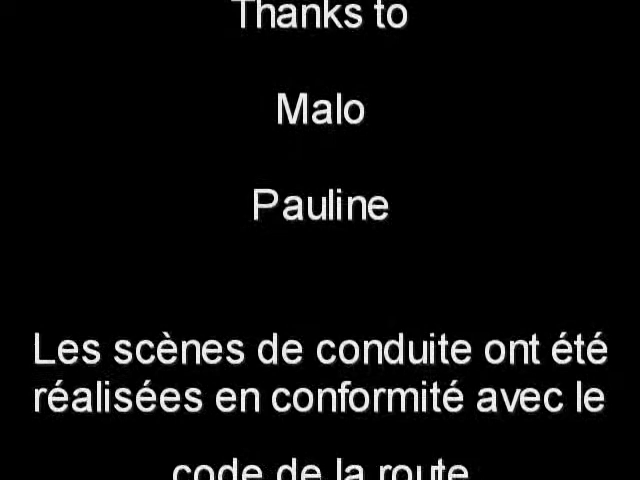 Thanks to
Malo
Pauline
Les scènes de conduite ont été
réalisées en conformité avec le
code de la route